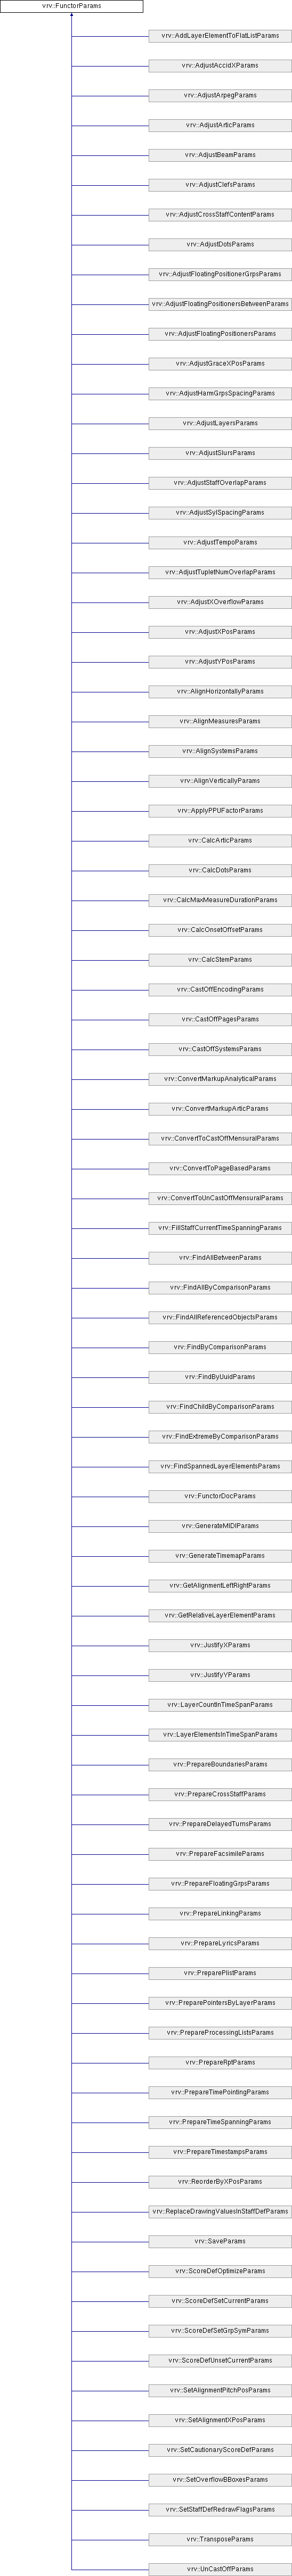 vrv::FunctorParams
vrv::AddLayerElementToFlatListParams
vrv::AdjustAccidXParams
vrv::AdjustArpegParams
vrv::AdjustArticParams
vrv::AdjustBeamParams
vrv::AdjustClefsParams
vrv::AdjustCrossStaffContentParams
vrv::AdjustDotsParams
vrv::AdjustFloatingPositionerGrpsParams
vrv::AdjustFloatingPositionersBetweenParams
vrv::AdjustFloatingPositionersParams
vrv::AdjustGraceXPosParams
vrv::AdjustHarmGrpsSpacingParams
vrv::AdjustLayersParams
vrv::AdjustSlursParams
vrv::AdjustStaffOverlapParams
vrv::AdjustSylSpacingParams
vrv::AdjustTempoParams
vrv::AdjustTupletNumOverlapParams
vrv::AdjustXOverflowParams
vrv::AdjustXPosParams
vrv::AdjustYPosParams
vrv::AlignHorizontallyParams
vrv::AlignMeasuresParams
vrv::AlignSystemsParams
vrv::AlignVerticallyParams
vrv::ApplyPPUFactorParams
vrv::CalcArticParams
vrv::CalcDotsParams
vrv::CalcMaxMeasureDurationParams
vrv::CalcOnsetOffsetParams
vrv::CalcStemParams
vrv::CastOffEncodingParams
vrv::CastOffPagesParams
vrv::CastOffSystemsParams
vrv::ConvertMarkupAnalyticalParams
vrv::ConvertMarkupArticParams
vrv::ConvertToCastOffMensuralParams
vrv::ConvertToPageBasedParams
vrv::ConvertToUnCastOffMensuralParams
vrv::FillStaffCurrentTimeSpanningParams
vrv::FindAllBetweenParams
vrv::FindAllByComparisonParams
vrv::FindAllReferencedObjectsParams
vrv::FindByComparisonParams
vrv::FindByUuidParams
vrv::FindChildByComparisonParams
vrv::FindExtremeByComparisonParams
vrv::FindSpannedLayerElementsParams
vrv::FunctorDocParams
vrv::GenerateMIDIParams
vrv::GenerateTimemapParams
vrv::GetAlignmentLeftRightParams
vrv::GetRelativeLayerElementParams
vrv::JustifyXParams
vrv::JustifyYParams
vrv::LayerCountInTimeSpanParams
vrv::LayerElementsInTimeSpanParams
vrv::PrepareBoundariesParams
vrv::PrepareCrossStaffParams
vrv::PrepareDelayedTurnsParams
vrv::PrepareFacsimileParams
vrv::PrepareFloatingGrpsParams
vrv::PrepareLinkingParams
vrv::PrepareLyricsParams
vrv::PreparePlistParams
vrv::PreparePointersByLayerParams
vrv::PrepareProcessingListsParams
vrv::PrepareRptParams
vrv::PrepareTimePointingParams
vrv::PrepareTimeSpanningParams
vrv::PrepareTimestampsParams
vrv::ReorderByXPosParams
vrv::ReplaceDrawingValuesInStaffDefParams
vrv::SaveParams
vrv::ScoreDefOptimizeParams
vrv::ScoreDefSetCurrentParams
vrv::ScoreDefSetGrpSymParams
vrv::ScoreDefUnsetCurrentParams
vrv::SetAlignmentPitchPosParams
vrv::SetAlignmentXPosParams
vrv::SetCautionaryScoreDefParams
vrv::SetOverflowBBoxesParams
vrv::SetStaffDefRedrawFlagsParams
vrv::TransposeParams
vrv::UnCastOffParams